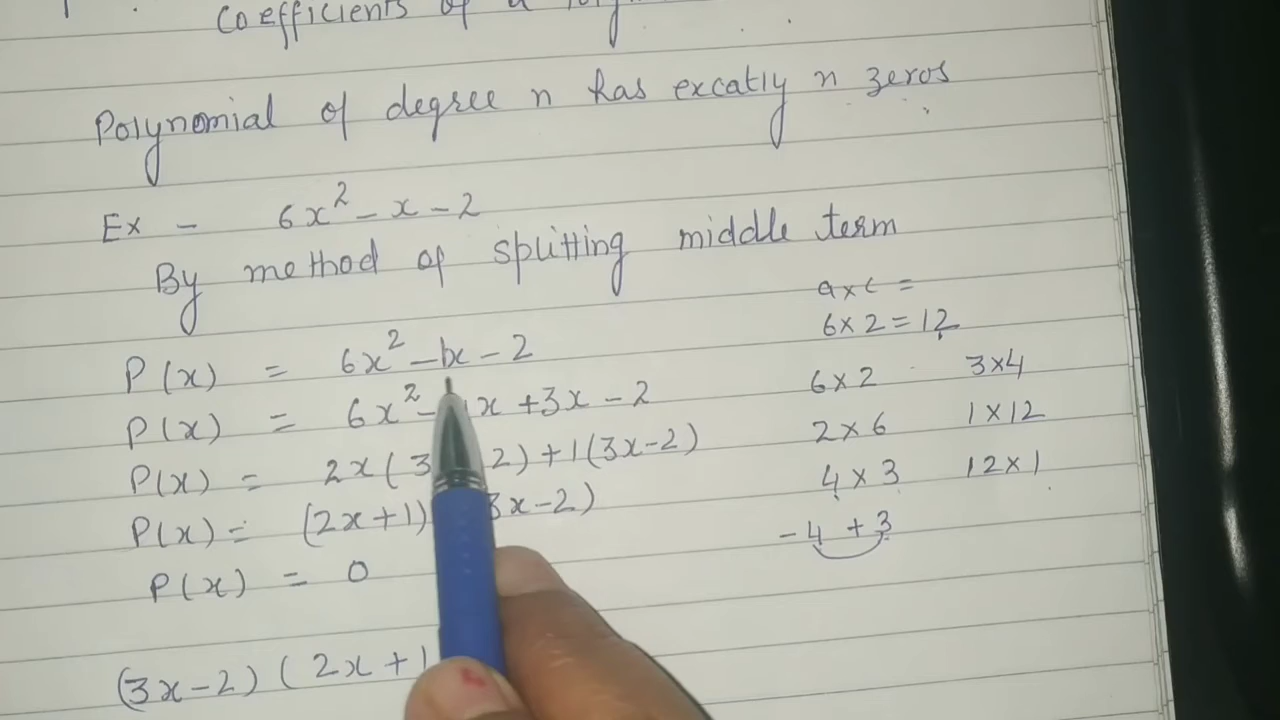 coefficients of a
Polynomial of degree n has excatly n zeros
Ex - 6x² - x - 2
By method of splitting middle term
a×c =
6×2 = 12
P(x) = 6x² - 1x - 2
6×2 3×4
P(x) = 6x² - x + 3x - 2
2×6 1×12
P(x) = 2x(3 2) + 1(3x-2)
4×3 12×1
P(x) = (2x+1) 3x-2)
-4 +3
P(x) = 0
(3x-2) (2x+1